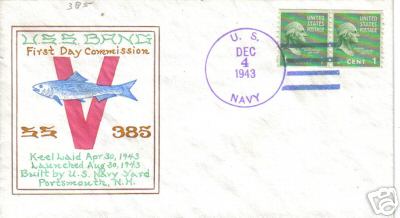 385
U.S.S. BANG
First Day Commission
V
SS 385
Keel Laid Apr 30, 1943
Launched Aug 30, 1943
Built by U.S. Navy Yard
Portsmouth, N.H.
U. S.
DEC
4
1943
NAVY
UNITED STATES POSTAGE
UNITED STATES POSTAGE
CENT 1